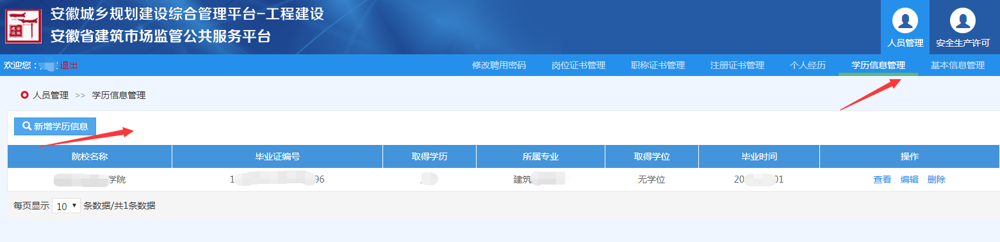 安徽城乡规划建设综合管理平台-工程建设
安徽省建筑市场监管公共服务平台
人员管理 安全生产许可
欢迎您： 退出 修改聘用密码 岗位证书管理 职称证书管理 注册证书管理 个人经历 学历信息管理 基本信息管理
人员管理 >> 学历信息管理
新增学历信息
院校名称 毕业证编号 取得学历 所属专业 取得学位 毕业时间 操作
学院 1 96 建筑 无学位 20 01 查看 编辑 删除
每页显示 10 条数据/共1条数据